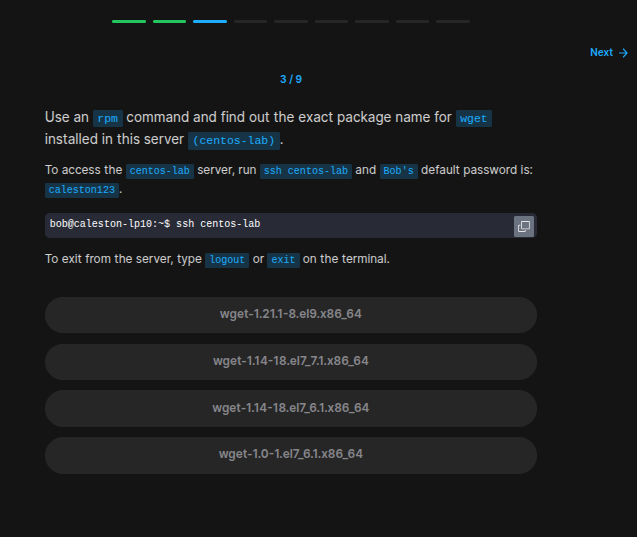 Next →
3 / 9
Use an rpm command and find out the exact package name for wget
installed in this server (centos-lab).
To access the centos-lab server, run ssh centos-lab and Bob's default password is:
caleston123.
bob@caleston-lp10:~$ ssh centos-lab
To exit from the server, type logout or exit on the terminal.
wget-1.21.1-8.el9.x86_64
wget-1.14-18.el7_7.1.x86_64
wget-1.14-18.el7_6.1.x86_64
wget-1.0-1.el7_6.1.x86_64